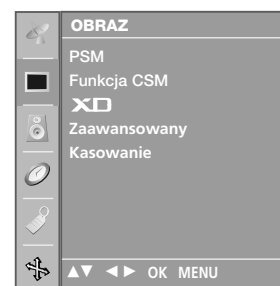 OBRAZ
PSM
Funkcja CSM
XD
Zaawansowany
Kasowanie
▲▼ ◄► OK MENU